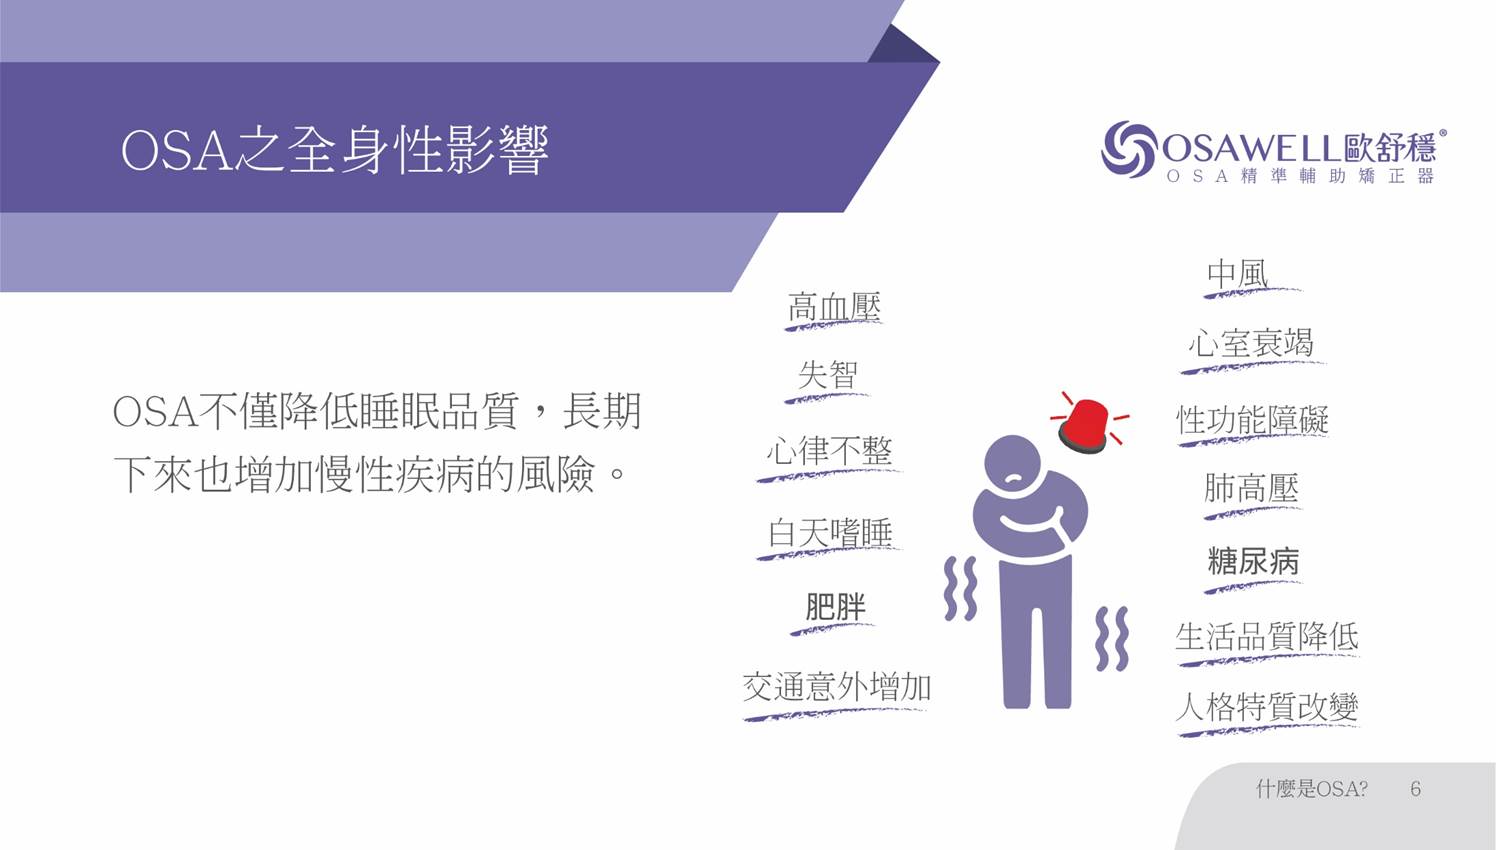 OSA之全身性影響
OSAWELL歐舒穩®
OSA精準輔助矯正器
OSA不僅降低睡眠品質，長期
下來也增加慢性疾病的風險。
高血壓
失智
心律不整
白天嗜睡
肥胖
交通意外增加
中風
心室衰竭
性功能障礙
肺高壓
糖尿病
生活品質降低
人格特質改變
什麼是OSA? 6